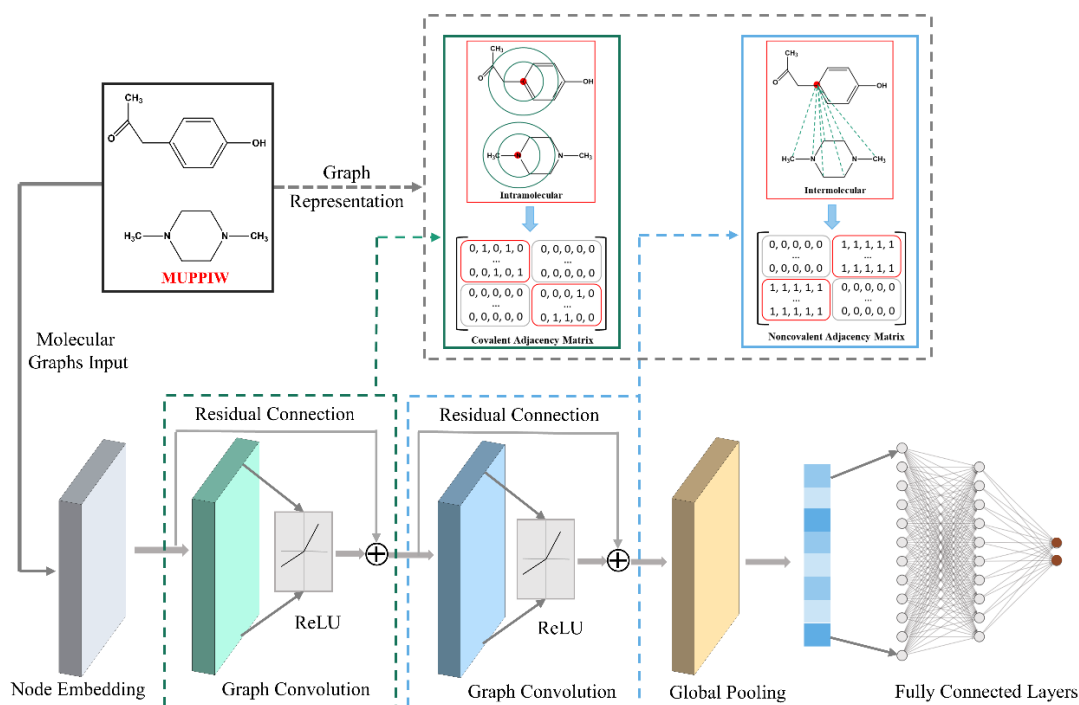 CH₃
O
OH
H₃C
N
N
CH₃
MUPPIW
Graph
Representation
CH₃
O
OH
H₃C
N
CH₃
Intramolecular
0, 1, 0, 1, 0
...
0, 0, 1, 0, 1
0, 0, 0, 0, 0
...
0, 0, 0, 0, 0
0, 0, 0, 0, 0
...
0, 0, 0, 0, 0
0, 0, 0, 1, 0
...
0, 1, 1, 0, 0
Covalent Adjacency Matrix
CH₃
O
OH
H₃C
N
N
CH₃
Intermolecular
0, 0, 0, 0, 0
...
0, 0, 0, 0, 0
1, 1, 1, 1, 1
...
1, 1, 1, 1, 1
1, 1, 1, 1, 1
...
1, 1, 1, 1, 1
0, 0, 0, 0, 0
...
0, 0, 0, 0, 0
Noncovalent Adjacency Matrix
Molecular
Graphs Input
Residual Connection
Residual Connection
ReLU
ReLU
Node Embedding
Graph Convolution
Graph Convolution
Global Pooling
Fully Connected Layers